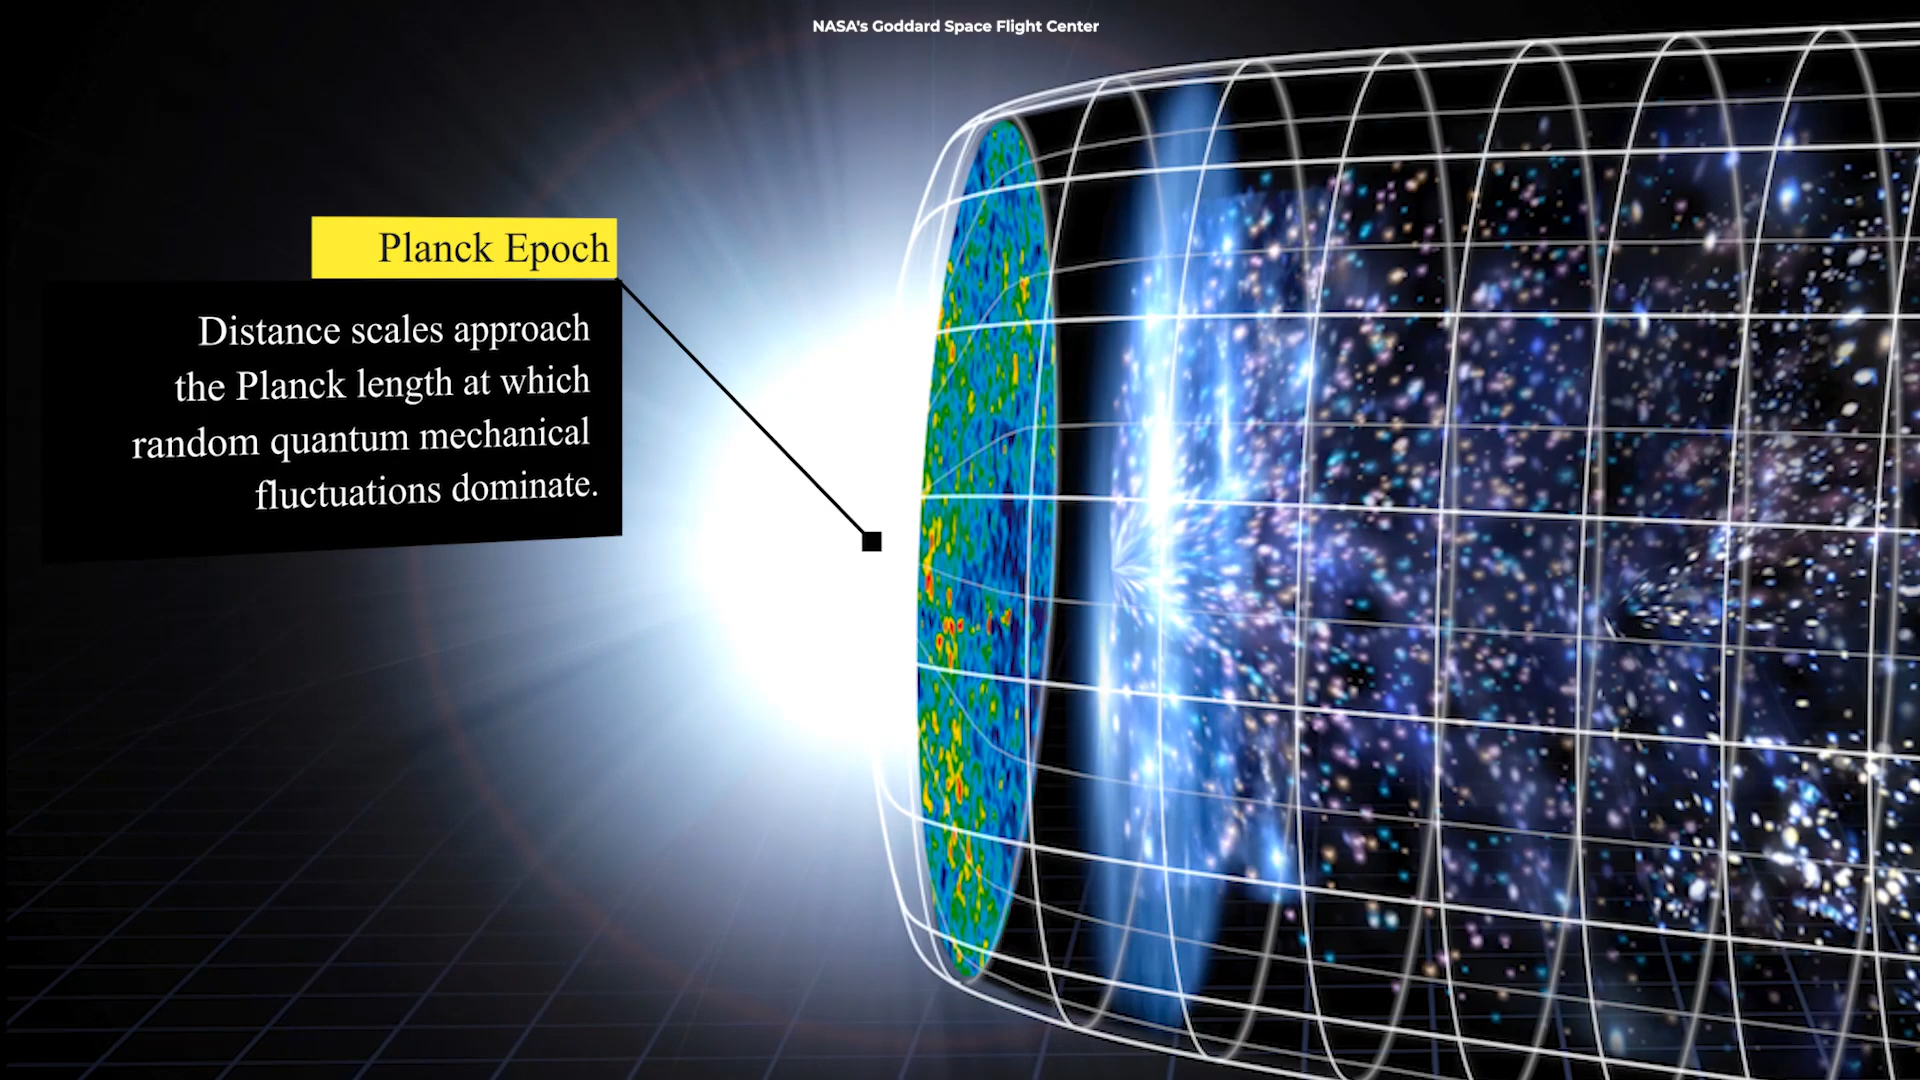 NASA's Goddard Space Flight Center
Planck Epoch
Distance scales approach
the Planck length at which
random quantum mechanical
fluctuations dominate.